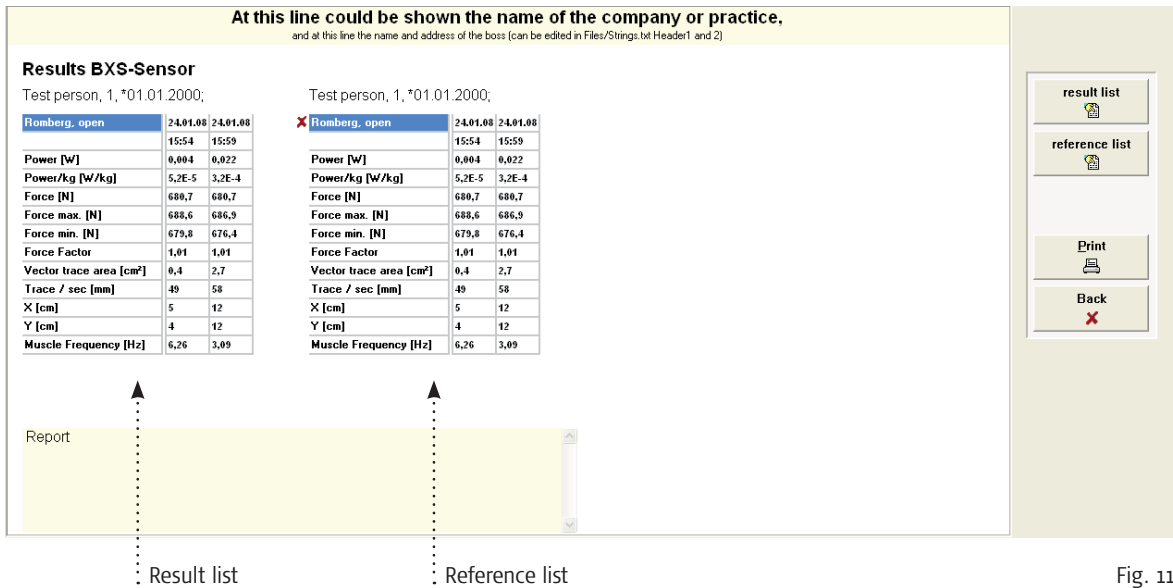 At this line could be shown the name of the company or practice,
and at this line the name and address of the boss (can be edited in Files/Strings.txt Header1 and 2)
Results BXS-Sensor
Test person, 1, *01.01.2000;
Romberg, open 24.01.08 24.01.08
15:54 15:59
Power [W] 0,004 0,022
Power/kg [W/kg] 5,2E-5 3,2E-4
Force [N] 680,7 680,7
Force max. [N] 688,6 686,9
Force min. [N] 679,8 676,4
Force Factor 1,01 1,01
Vector trace area [cm²] 0,4 2,7
Trace / sec [mm] 49 58
X [cm] 5 12
Y [cm] 4 12
Muscle Frequency [Hz] 6,26 3,09
Test person, 1, *01.01.2000;
Romberg, open 24.01.08 24.01.08
15:54 15:59
Power [W] 0,004 0,022
Power/kg [W/kg] 5,2E-5 3,2E-4
Force [N] 680,7 680,7
Force max. [N] 688,6 686,9
Force min. [N] 679,8 676,4
Force Factor 1,01 1,01
Vector trace area [cm²] 0,4 2,7
Trace / sec [mm] 49 58
X [cm] 5 12
Y [cm] 4 12
Muscle Frequency [Hz] 6,26 3,09
Report
result list
reference list
Print
Back
Result list
Reference list
Fig. 11